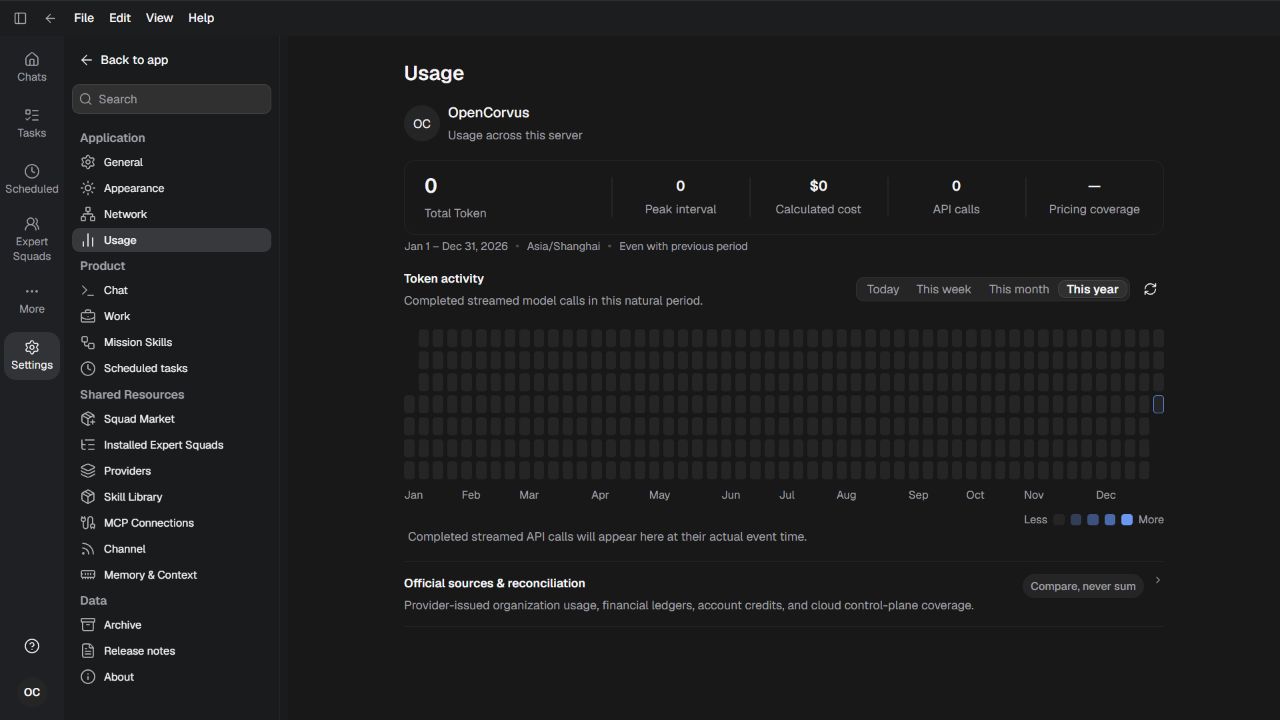 File Edit View Help
Chats
Tasks
Scheduled
Expert
Squads
More
Settings
OC
Back to app
Search
Application
General
Appearance
Network
Usage
Product
Chat
Work
Mission Skills
Scheduled tasks
Shared Resources
Squad Market
Installed Expert Squads
Providers
Skill Library
MCP Connections
Channel
Memory & Context
Data
Archive
Release notes
About
Usage
OC
OpenCorvus
Usage across this server
0
Total Token
0
Peak interval
$0
Calculated cost
0
API calls
—
Pricing coverage
Jan 1 – Dec 31, 2026 • Asia/Shanghai • Even with previous period
Token activity
Completed streamed model calls in this natural period.
Today This week This month This year
Jan Feb Mar Apr May Jun Jul Aug Sep Oct Nov Dec
Less More
Completed streamed API calls will appear here at their actual event time.
Official sources & reconciliation
Provider-issued organization usage, financial ledgers, account credits, and cloud control-plane coverage.
Compare, never sum